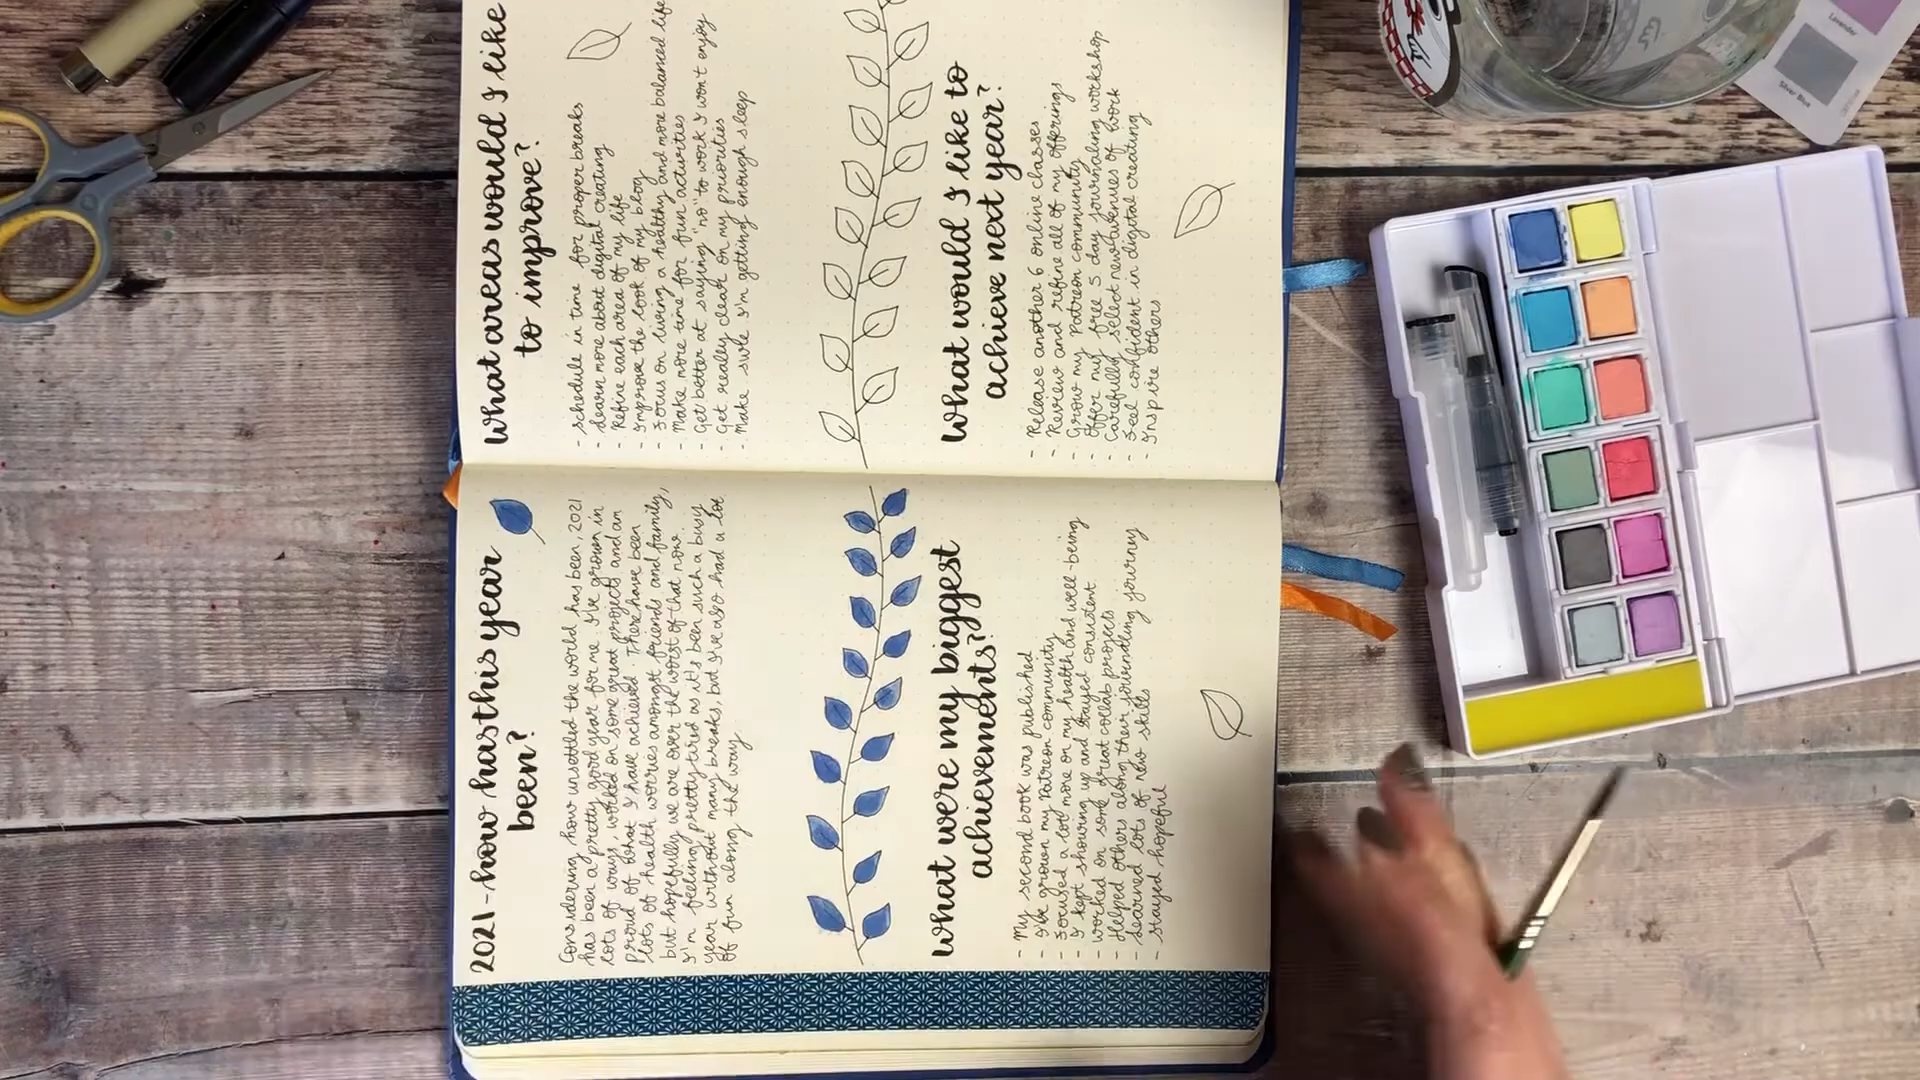 2021 - how has this year
been?
Considering how unsettled the world has been, 2021
has been a pretty good year for me. I've grown in
lots of ways, worked on some great projects and am
proud of what I have achieved. There have been
lots of health worries amongst friends and family,
but hopefully we are over the worst of that now.
I'm feeling pretty tired as it's been such a busy
year without many breaks, but I've also had a lot
of fun along the way.
What were my biggest
achievements?
- My second book was published
- I've grown my Patreon community
- Focused a lot more on my health and well-being
- I kept showing up and stayed consistent
- Worked on some great collab projects
- Helped others along their journalling journey
- Learned lots of new skills
- Stayed hopeful
What areas would I like
to improve?
- Schedule in time for proper breaks
- Learn more about digital creating
- Refine each area of my life
- Improve the look of my blog
- Focus on living a healthy and more balanced life
- Make more time for fun activities
- Get better at saying "no" to work I won't enjoy
- Get really clear on my priorities
- Make sure I'm getting enough sleep
What would I like to
achieve next year?
- Release another 6 online classes
- Review and refine all of my offerings
- Grow my Patreon community
- Offer my free 5 day journaling workshop
- Carefully select new avenues of work
- Feel confident in digital creating
- Inspire others
Lavender
Silver Blue